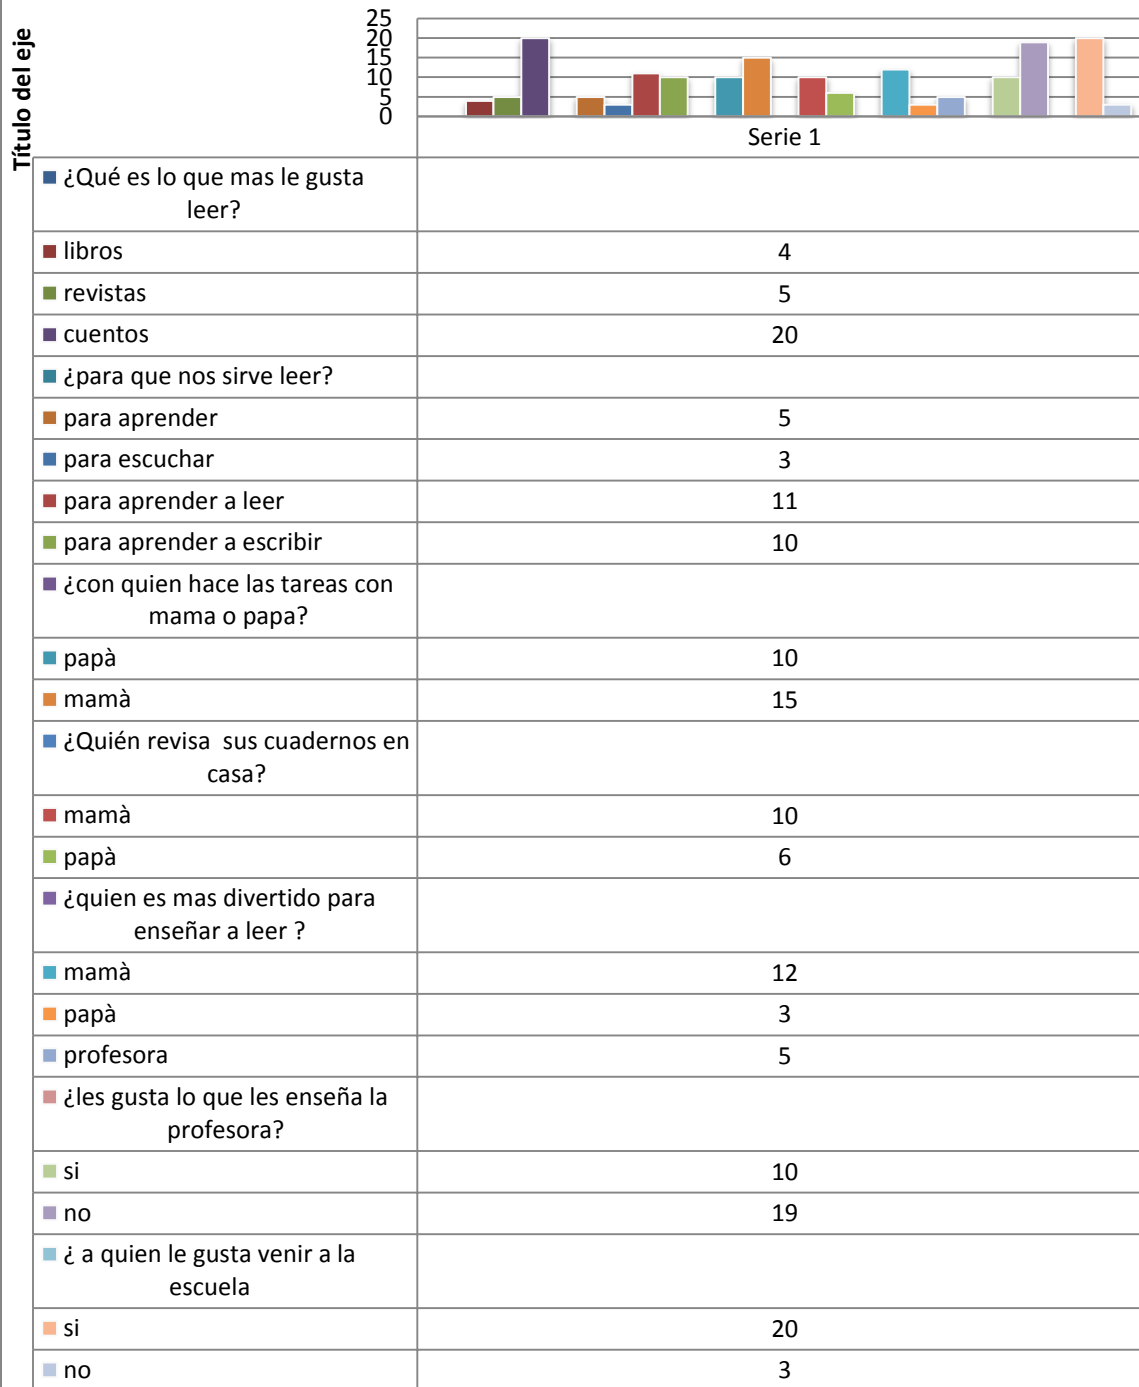 Título del eje
25
20
15
10
5
0
Serie 1
¿Qué es lo que mas le gusta
leer?
libros 4
revistas 5
cuentos 20
¿para que nos sirve leer?
para aprender 5
para escuchar 3
para aprender a leer 11
para aprender a escribir 10
¿con quien hace las tareas con
mama o papa?
papà 10
mamà 15
¿Quién revisa  sus cuadernos en
casa?
mamà 10
papà 6
¿quien es mas divertido para
enseñar a leer ?
mamà 12
papà 3
profesora 5
¿les gusta lo que les enseña la
profesora?
si 10
no 19
¿ a quien le gusta venir a la
escuela
si 20
no 3